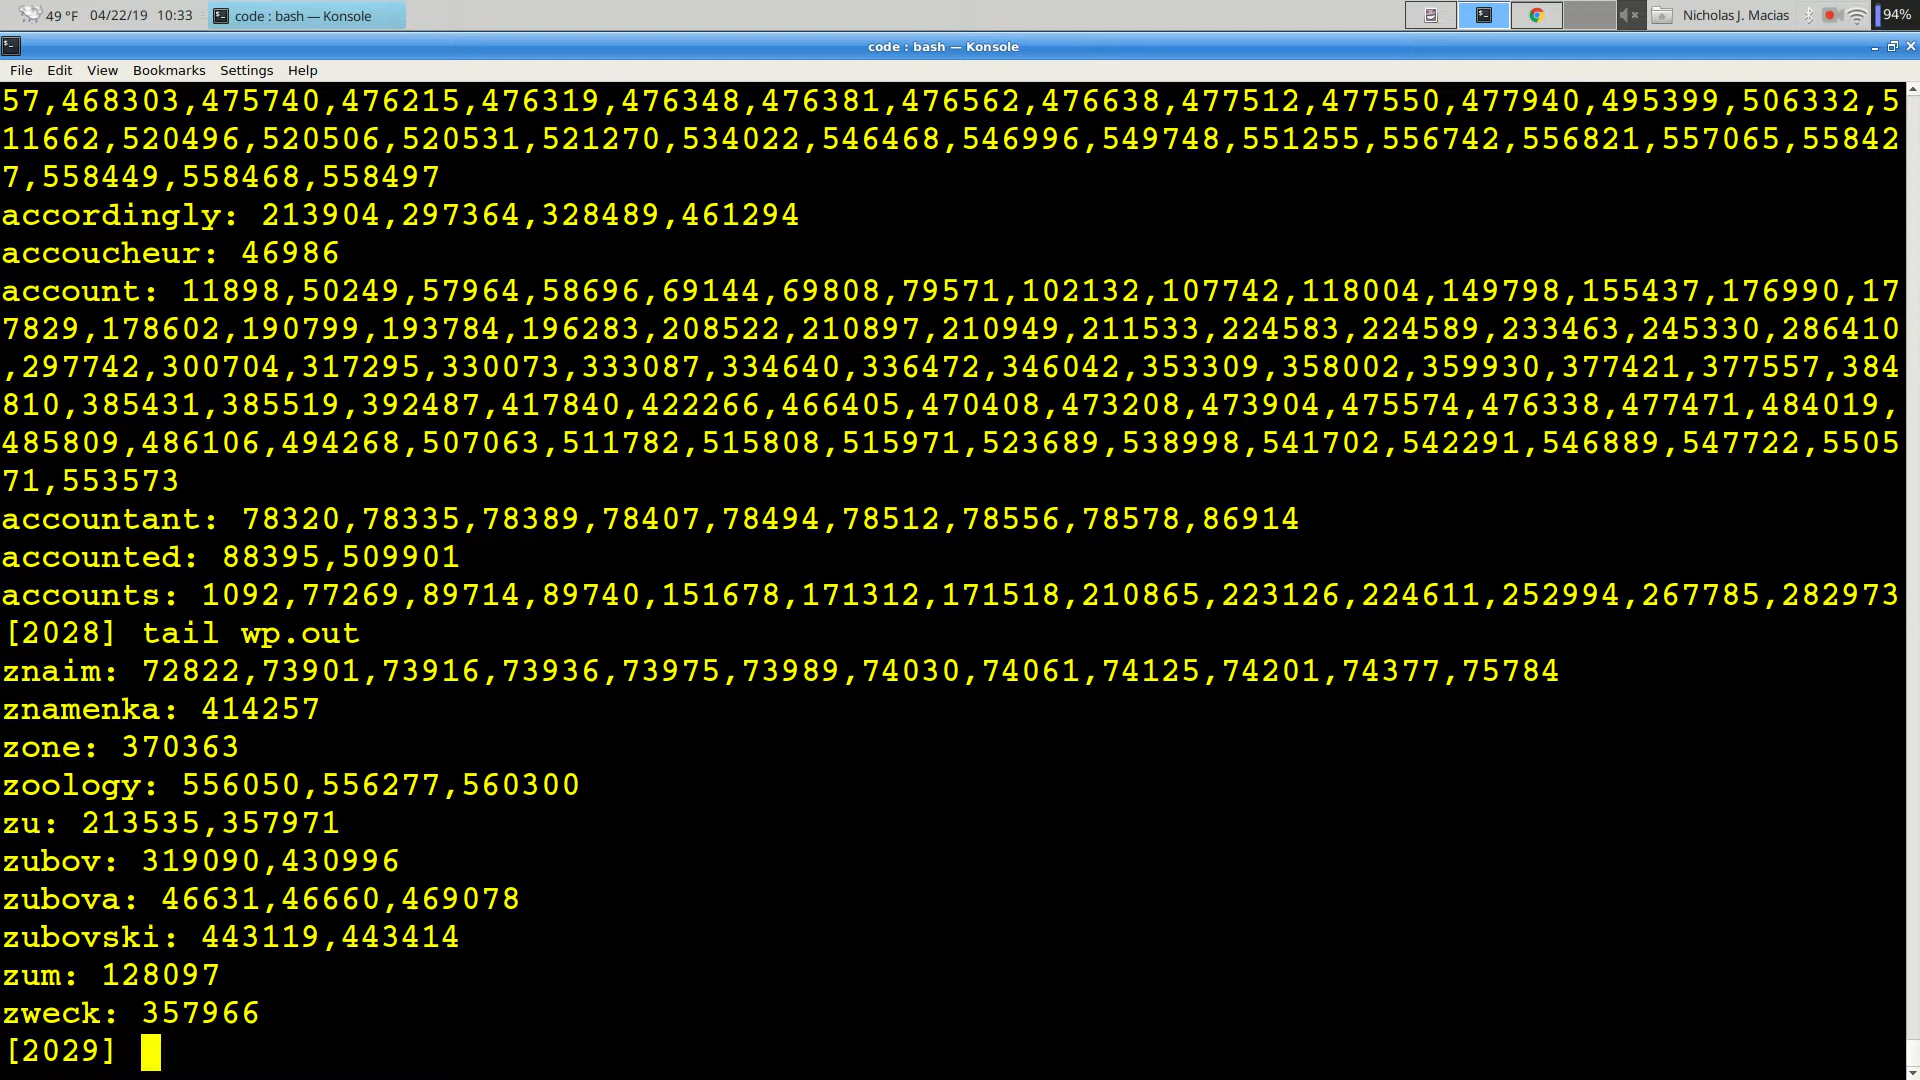 49 °F 04/22/19 10:33 code : bash — Konsole Nicholas J. Macias 94%
code : bash — Konsole
File Edit View Bookmarks Settings Help
57,468303,475740,476215,476319,476348,476381,476562,476638,477512,477550,477940,495399,506332,5
11662,520496,520506,520531,521270,534022,546468,546996,549748,551255,556742,556821,557065,55842
7,558449,558468,558497
accordingly: 213904,297364,328489,461294
accoucheur: 46986
account: 11898,50249,57964,58696,69144,69808,79571,102132,107742,118004,149798,155437,176990,17
7829,178602,190799,193784,196283,208522,210897,210949,211533,224583,224589,233463,245330,286410
,297742,300704,317295,330073,333087,334640,336472,346042,353309,358002,359930,377421,377557,384
810,385431,385519,392487,417840,422266,466405,470408,473208,473904,475574,476338,477471,484019,
485809,486106,494268,507063,511782,515808,515971,523689,538998,541702,542291,546889,547722,5505
71,553573
accountant: 78320,78335,78389,78407,78494,78512,78556,78578,86914
accounted: 88395,509901
accounts: 1092,77269,89714,89740,151678,171312,171518,210865,223126,224611,252994,267785,282973
[2028] tail wp.out
znaim: 72822,73901,73916,73936,73975,73989,74030,74061,74125,74201,74377,75784
znamenka: 414257
zone: 370363
zoology: 556050,556277,560300
zu: 213535,357971
zubov: 319090,430996
zubova: 46631,46660,469078
zubovski: 443119,443414
zum: 128097
zweck: 357966
[2029]